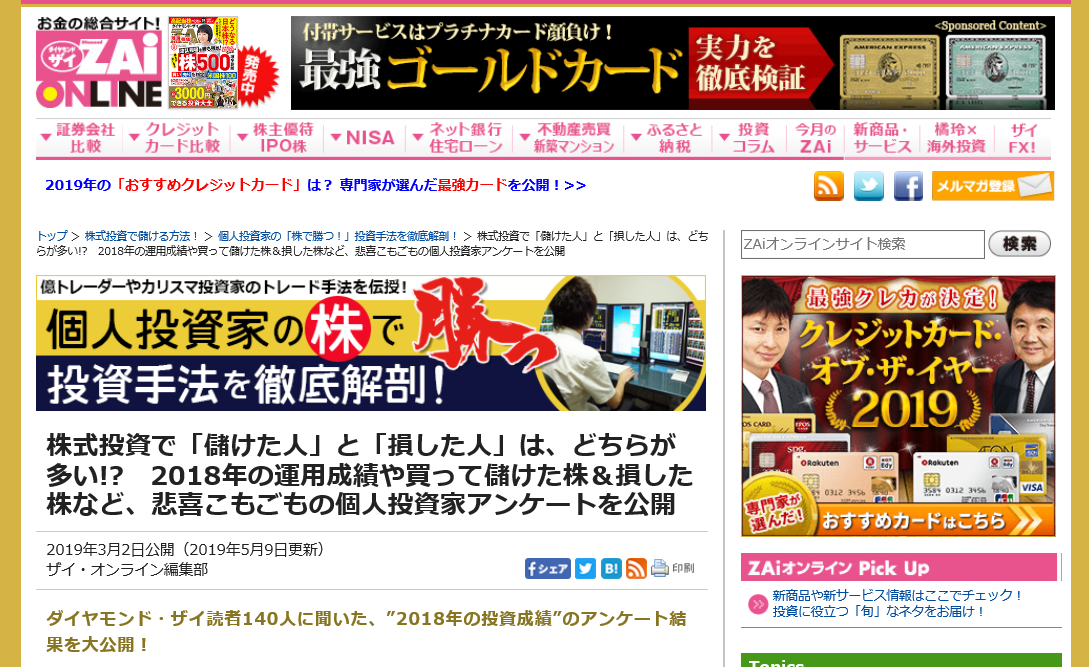 お金の総合サイト!
ダイヤモンド
ザイ
ZAi
ONLINE
株500
3000円
発売中
付帯サービスはプラチナカード顔負け！
<Sponsored Content>
最強ゴールドカード
実力を
徹底検証
AMERICAN EXPRESS
AMERICAN EXPRESS
証券会社
比較
クレジット
カード比較
株主優待
IPO株
NISA
ネット銀行
住宅ローン
不動産売買
新築マンション
ふるさと
納税
投資
コラム
今月の
ZAi
新商品・
サービス
橘玲×
海外投資
ザイ
FX!
2019年の「おすすめクレジットカード」は？ 専門家が選んだ最強カードを公開！>>
メルマガ登録
トップ ＞ 株式投資で儲ける方法！ ＞ 個人投資家の「株で勝つ！」投資手法を徹底解剖！ ＞ 株式投資で「儲けた人」と「損した人」は、どち
らが多い!?　2018年の運用成績や買って儲けた株＆損した株など、悲喜こもごもの個人投資家アンケートを公開
ZAiオンラインサイト検索
検索
億トレーダーやカリスマ投資家のトレード手法を伝授!
個人投資家の株で勝つ
投資手法を徹底解剖!
株式投資で「儲けた人」と「損した人」は、どちらが
多い!?　2018年の運用成績や買って儲けた株＆損した
株など、悲喜こもごもの個人投資家アンケートを公開
2019年3月2日公開（2019年5月9日更新）
ザイ・オンライン編集部
シェア
B!
印刷
ダイヤモンド・ザイ読者140人に聞いた、”2018年の投資成績”のアンケート結
果を大公開！
最強クレカが決定!
クレジットカード・
オブ・ザ・イヤー
2019
EPOS
Rakuten
Edy
3584 0312 3456
JCB
Rakuten
Edy
3584 0312 3456
JCB
AEON
VISA
専門家が
選んだ!
おすすめカードはこちら
ZAiオンライン Pick Up
新商品や新サービス情報はここでチェック！
投資に役立つ「旬」なネタをお届け！
Topics